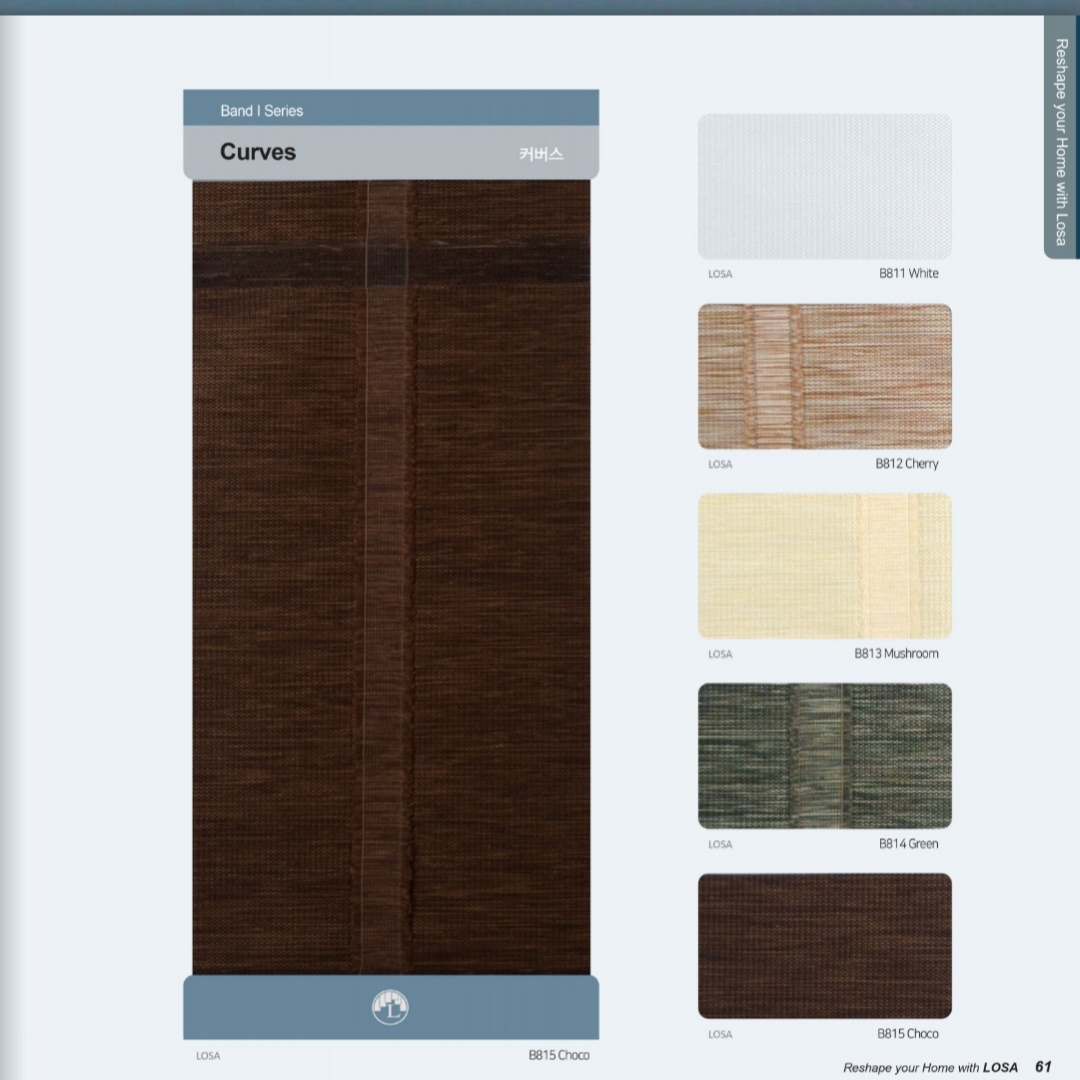 Band I Series
Curves
커버스
LOSA
B815 Choco
LOSA
B811 White
LOSA
B812 Cherry
LOSA
B813 Mushroom
LOSA
B814 Green
LOSA
B815 Choco
Reshape your Home with Losa
L
Reshape your Home with LOSA 61